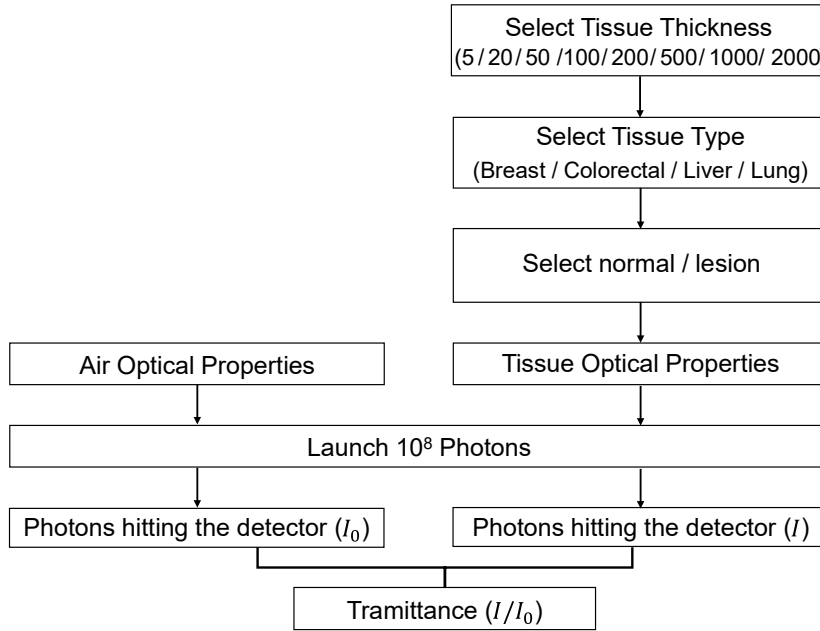 Select Tissue Thickness
(5 / 20 / 50 /100/ 200/ 500/ 1000/ 2000)
Select Tissue Type
(Breast / Colorectal / Liver / Lung)
Select normal / lesion
Air Optical Properties
Tissue Optical Properties
Launch 10⁸ Photons
Photons hitting the detector (I₀)
Photons hitting the detector (I)
Tramittance (I/I₀)